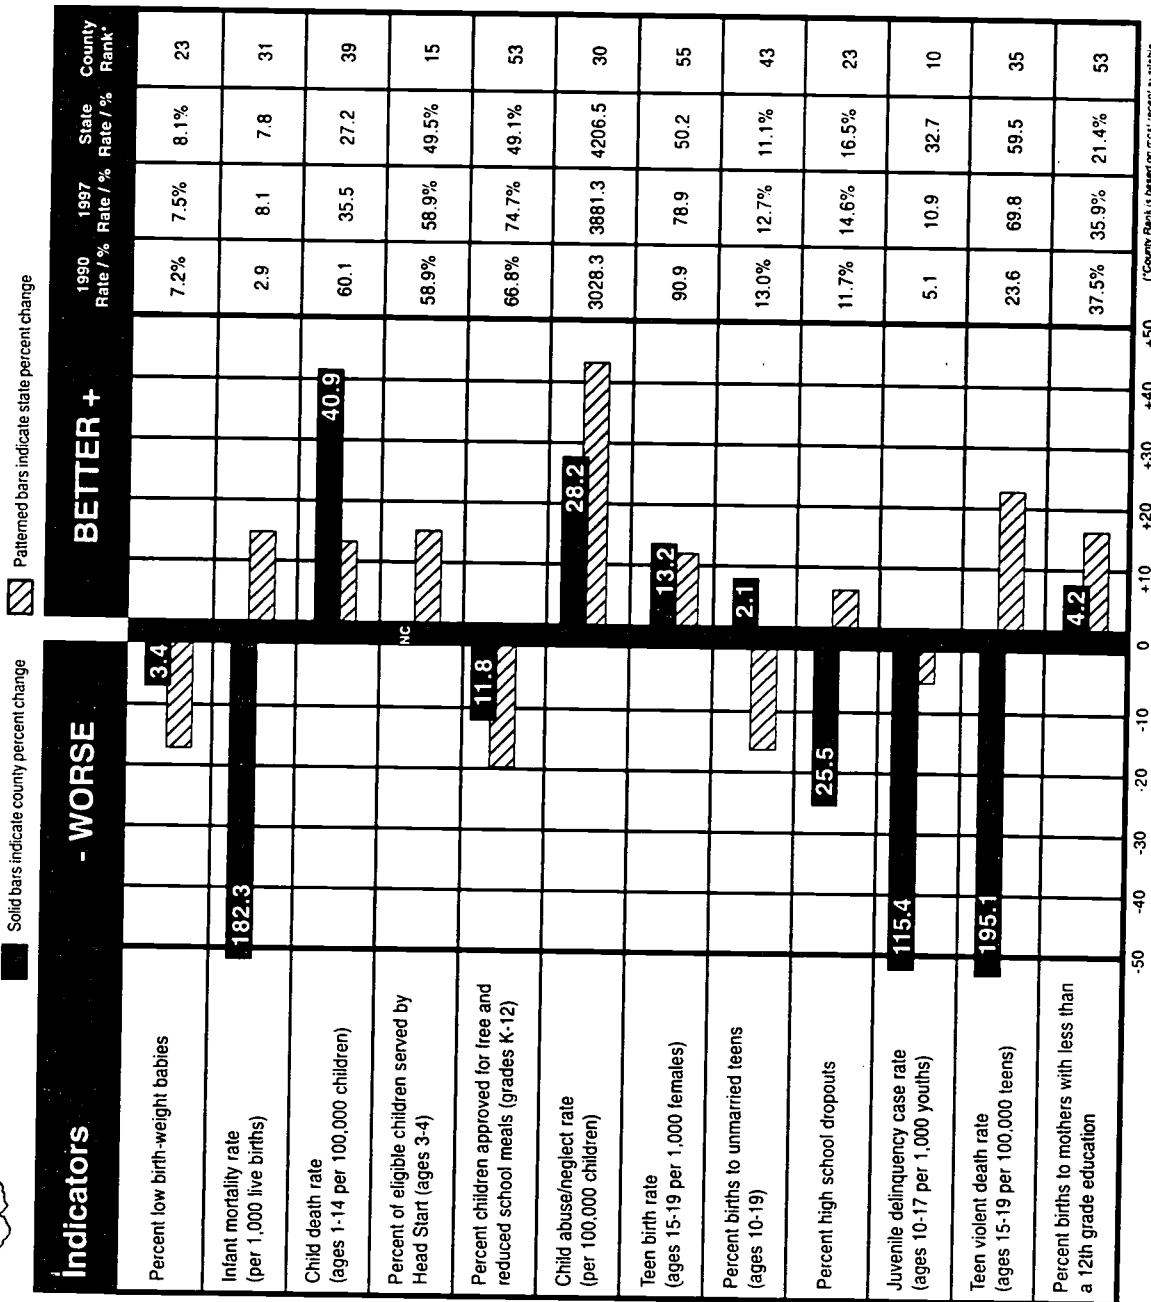 Solid bars indicate county percent change
Patterned bars indicate state percent change
Indicators - WORSE BETTER + 1990 Rate / % 1997 Rate / % State Rate / % County Rank*
Percent low birth-weight babies 3.4 7.2% 7.5% 8.1% 23
Infant mortality rate
(per 1,000 live births) 182.3 2.9 8.1 7.8 31
Child death rate
(ages 1-14 per 100,000 children) 40.9 60.1 35.5 27.2 39
Percent of eligible children served by
Head Start (ages 3-4) NC 58.9% 58.9% 49.5% 15
Percent children approved for free and
reduced school meals (grades K-12) 11.8 66.8% 74.7% 49.1% 53
Child abuse/neglect rate
(per 100,000 children) 28.2 3028.3 3881.3 4206.5 30
Teen birth rate
(ages 15-19 per 1,000 females) 13.2 90.9 78.9 50.2 55
Percent births to unmarried teens
(ages 10-19) 2.1 13.0% 12.7% 11.1% 43
Percent high school dropouts 25.5 11.7% 14.6% 16.5% 23
Juvenile delinquency case rate
(ages 10-17 per 1,000 youths) 115.4 5.1 10.9 32.7 10
Teen violent death rate
(ages 15-19 per 100,000 teens) 195.1 23.6 69.8 59.5 35
Percent births to mothers with less than
a 12th grade education 4.2 37.5% 35.9% 21.4% 53
-50 -40 -30 -20 -10 0 +10 +20 +30 +40 +50
(*County Rank is based on most recent